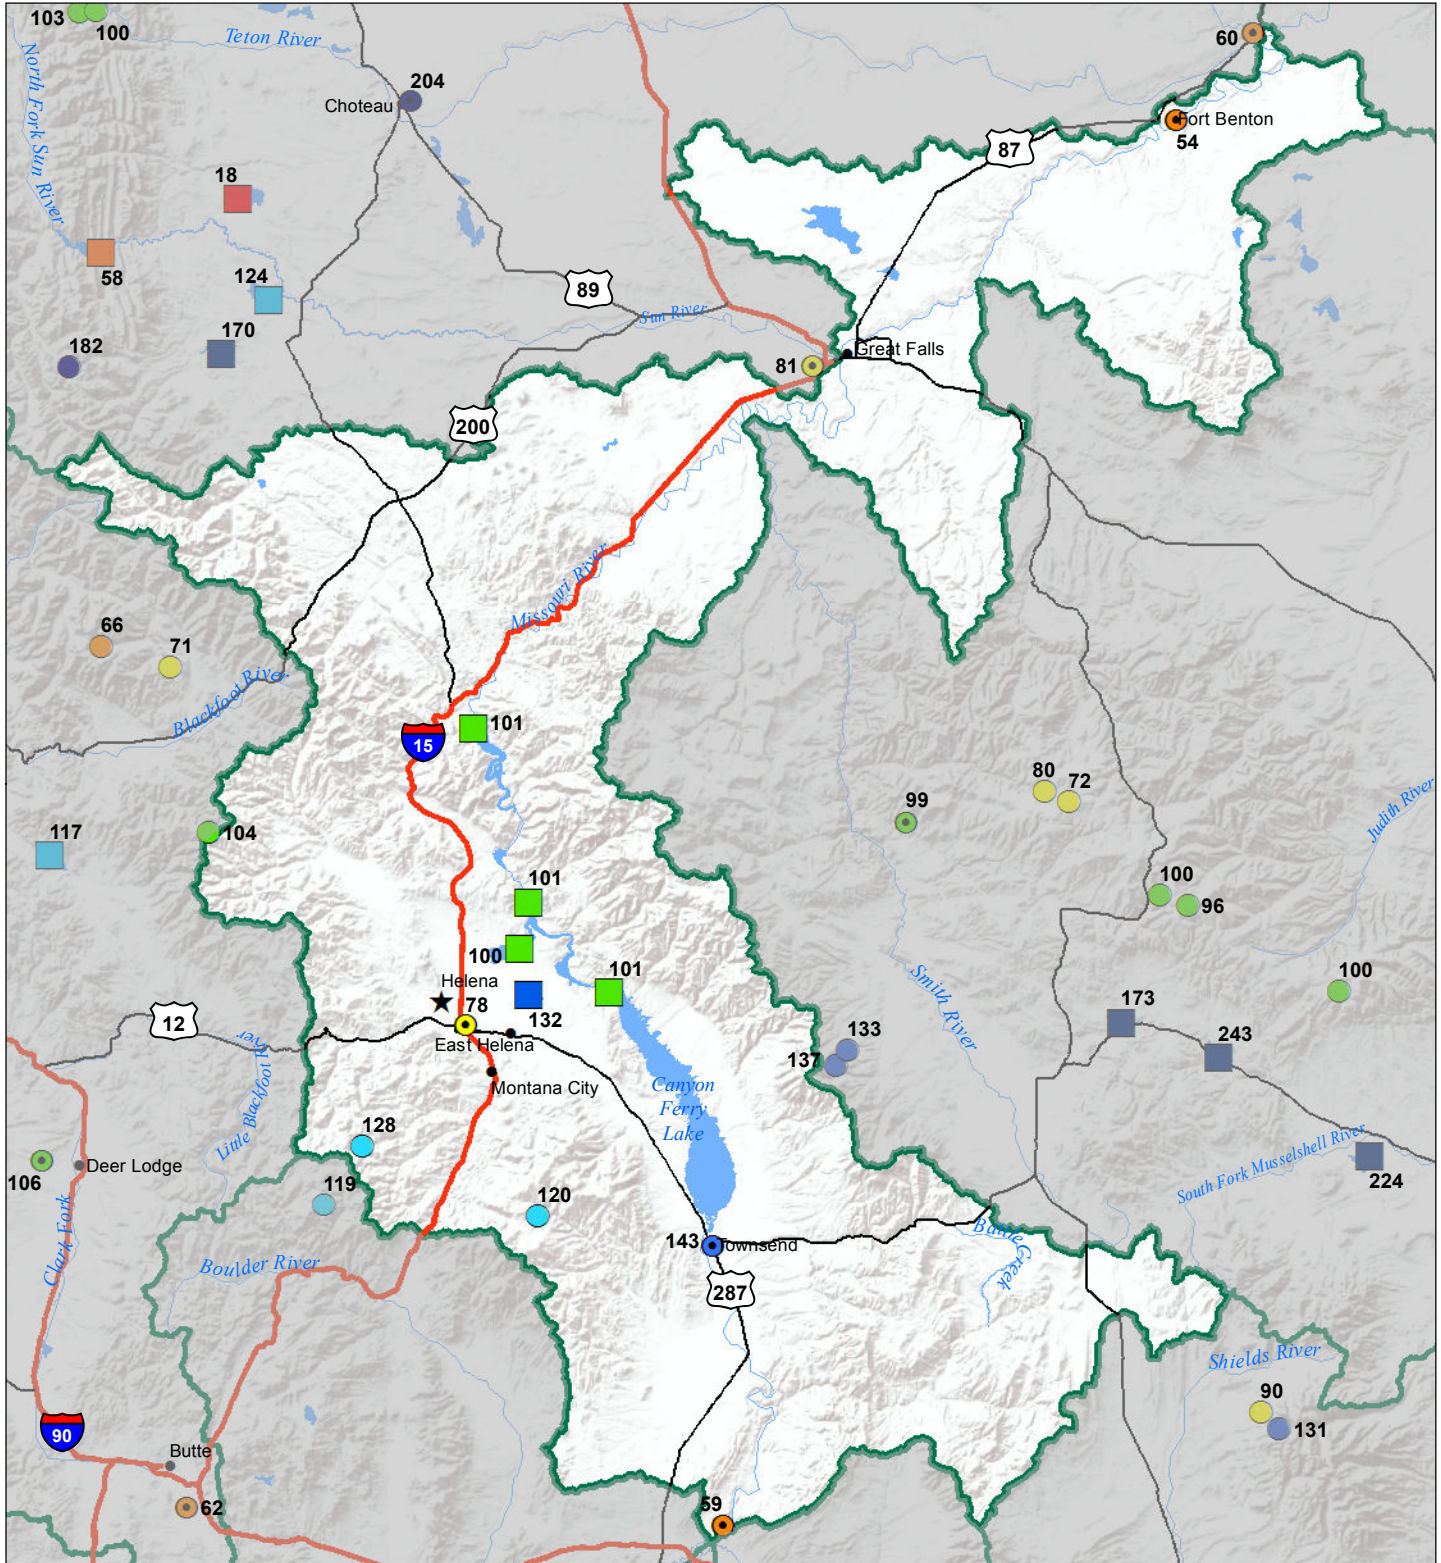 103
100
Teton River
60
North Fork Sun River
204
Choteau
Fort Benton
54
87
18
58
124
89
Sun River
170
182
Great Falls
81
200
Missouri River
66
71
Blackfoot River
101
15
80
72
99
Judith River
104
117
101
100
96
100
101
Helena
100
Smith River
173
78
132
12
East Helena
133
137
243
Little Blackfoot River
Montana City
Canyon
Ferry
Lake
128
South Fork Musselshell River
Deer Lodge
106
224
119
120
Clark Fork
143
Townsend
Battle Creek
Boulder River
287
Shields River
90
131
90
Butte
62
59